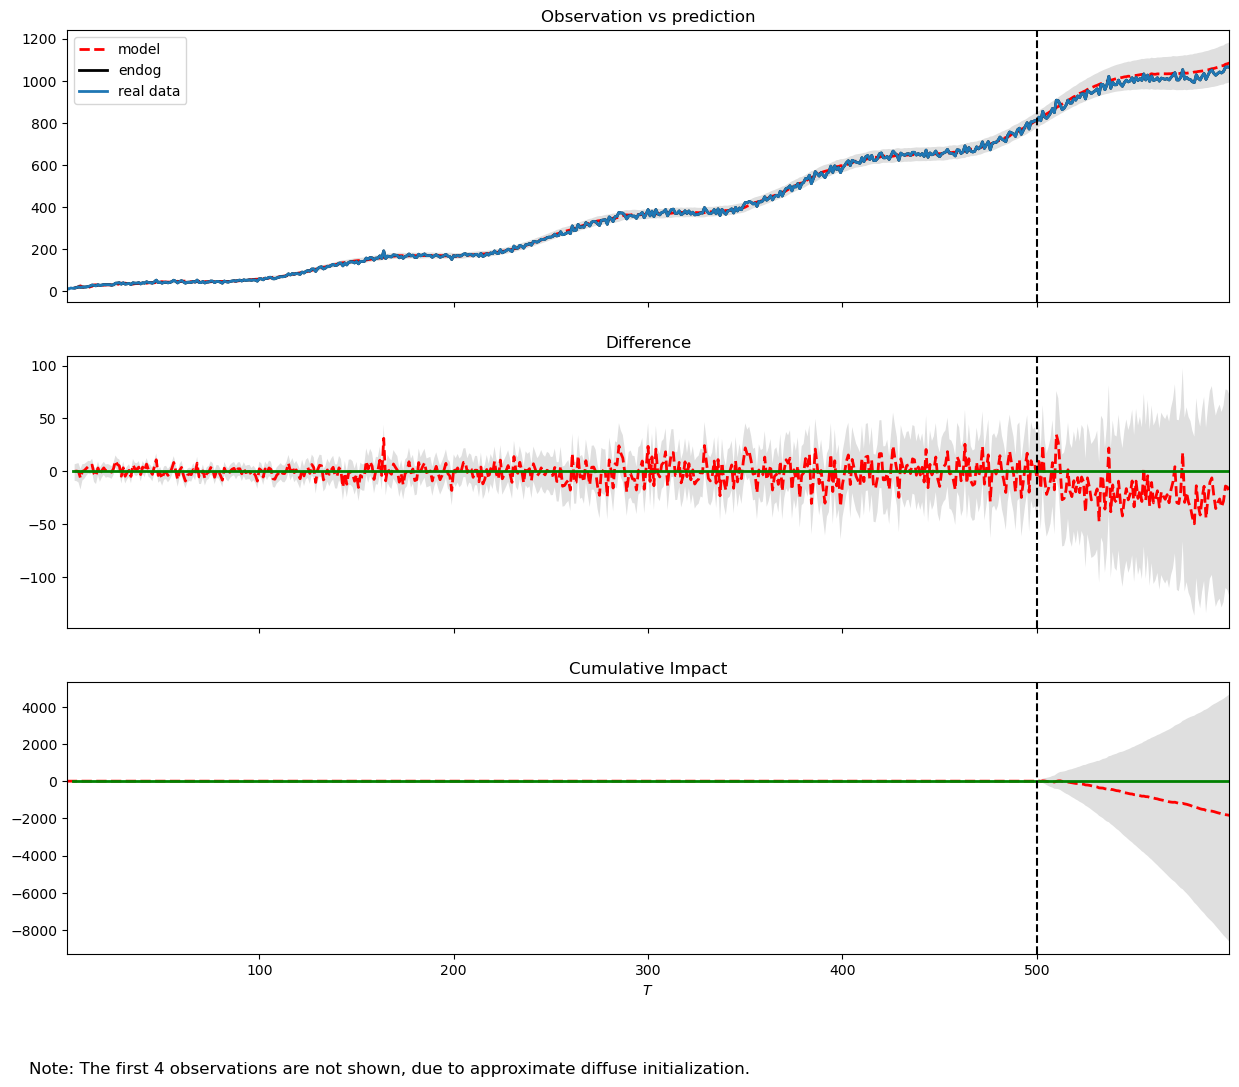 Observation vs prediction
1200
1000
800
600
400
200
0
model
endog
real data
Difference
100
50
0
−50
−100
Cumulative Impact
4000
2000
0
−2000
−4000
−6000
−8000
100 200 300 400 500
T
Note: The first 4 observations are not shown, due to approximate diffuse initialization.